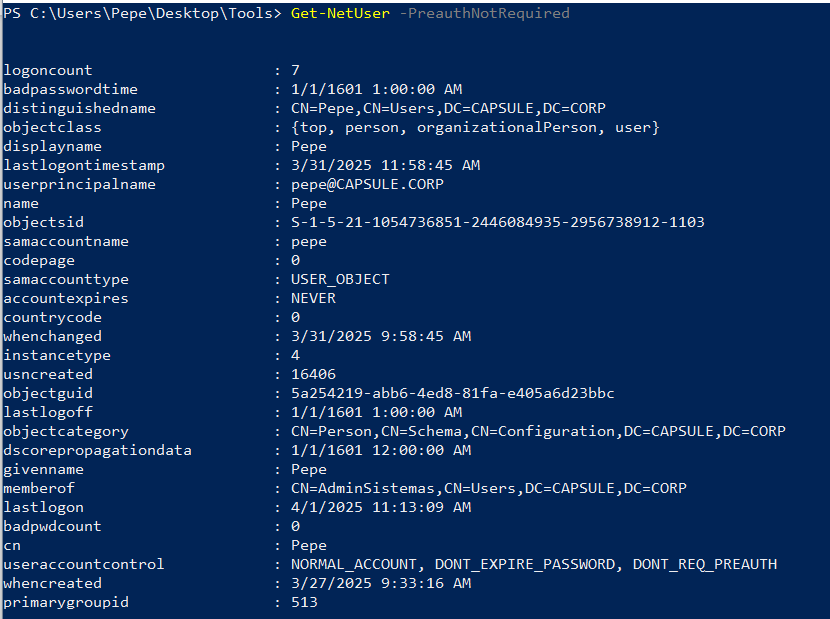 PS C:\Users\Pepe\Desktop\Tools> Get-NetUser -PreauthNotRequired
logoncount : 7
badpasswordtime : 1/1/1601 1:00:00 AM
distinguishedname : CN=Pepe,CN=Users,DC=CAPSULE,DC=CORP
objectclass : {top, person, organizationalPerson, user}
displayname : Pepe
lastlogontimestamp : 3/31/2025 11:58:45 AM
userprincipalname : pepe@CAPSULE.CORP
name : Pepe
objectsid : S-1-5-21-1054736851-2446084935-2956738912-1103
samaccountname : pepe
codepage : 0
samaccounttype : USER_OBJECT
accountexpires : NEVER
countrycode : 0
whenchanged : 3/31/2025 9:58:45 AM
instancetype : 4
usncreated : 16406
objectguid : 5a254219-abb6-4ed8-81fa-e405a6d23bbc
lastlogoff : 1/1/1601 1:00:00 AM
objectcategory : CN=Person,CN=Schema,CN=Configuration,DC=CAPSULE,DC=CORP
dscorepropagationdata : 1/1/1601 12:00:00 AM
givenname : Pepe
memberof : CN=AdminSistemas,CN=Users,DC=CAPSULE,DC=CORP
lastlogon : 4/1/2025 11:13:09 AM
badpwdcount : 0
cn : Pepe
useraccountcontrol : NORMAL_ACCOUNT, DONT_EXPIRE_PASSWORD, DONT_REQ_PREAUTH
whencreated : 3/27/2025 9:33:16 AM
primarygroupid : 513